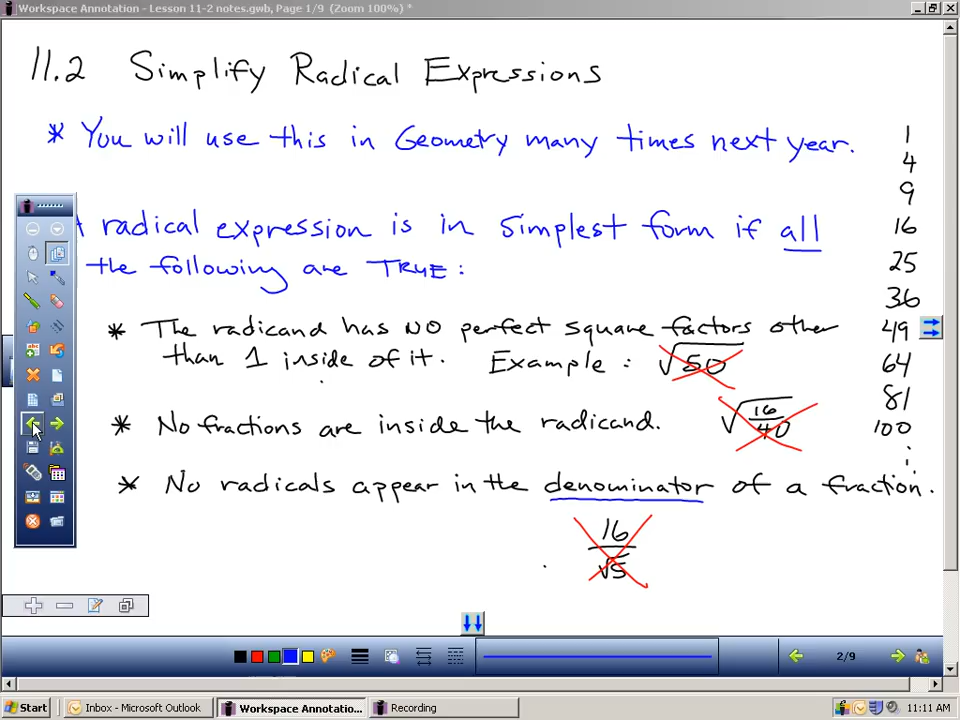 Workspace Annotation - Lesson 11-2 notes.gwb, Page 1/9 (Zoom 100%) *
11.2 Simplify Radical Expressions
* You will use this in Geometry many times next year.
radical expression is in simplest form if all
the following are TRUE:
* The radicand has NO perfect square factors other
than 1 inside of it. Example: √50
* No fractions are inside the radicand. √16/40
* No radicals appear in the denominator of a fraction.
16
√5
1
4
9
16
25
36
49
64
81
100
⋮
2/9
Start
Inbox - Microsoft Outlook
Workspace Annotatio...
Recording
11:11 AM